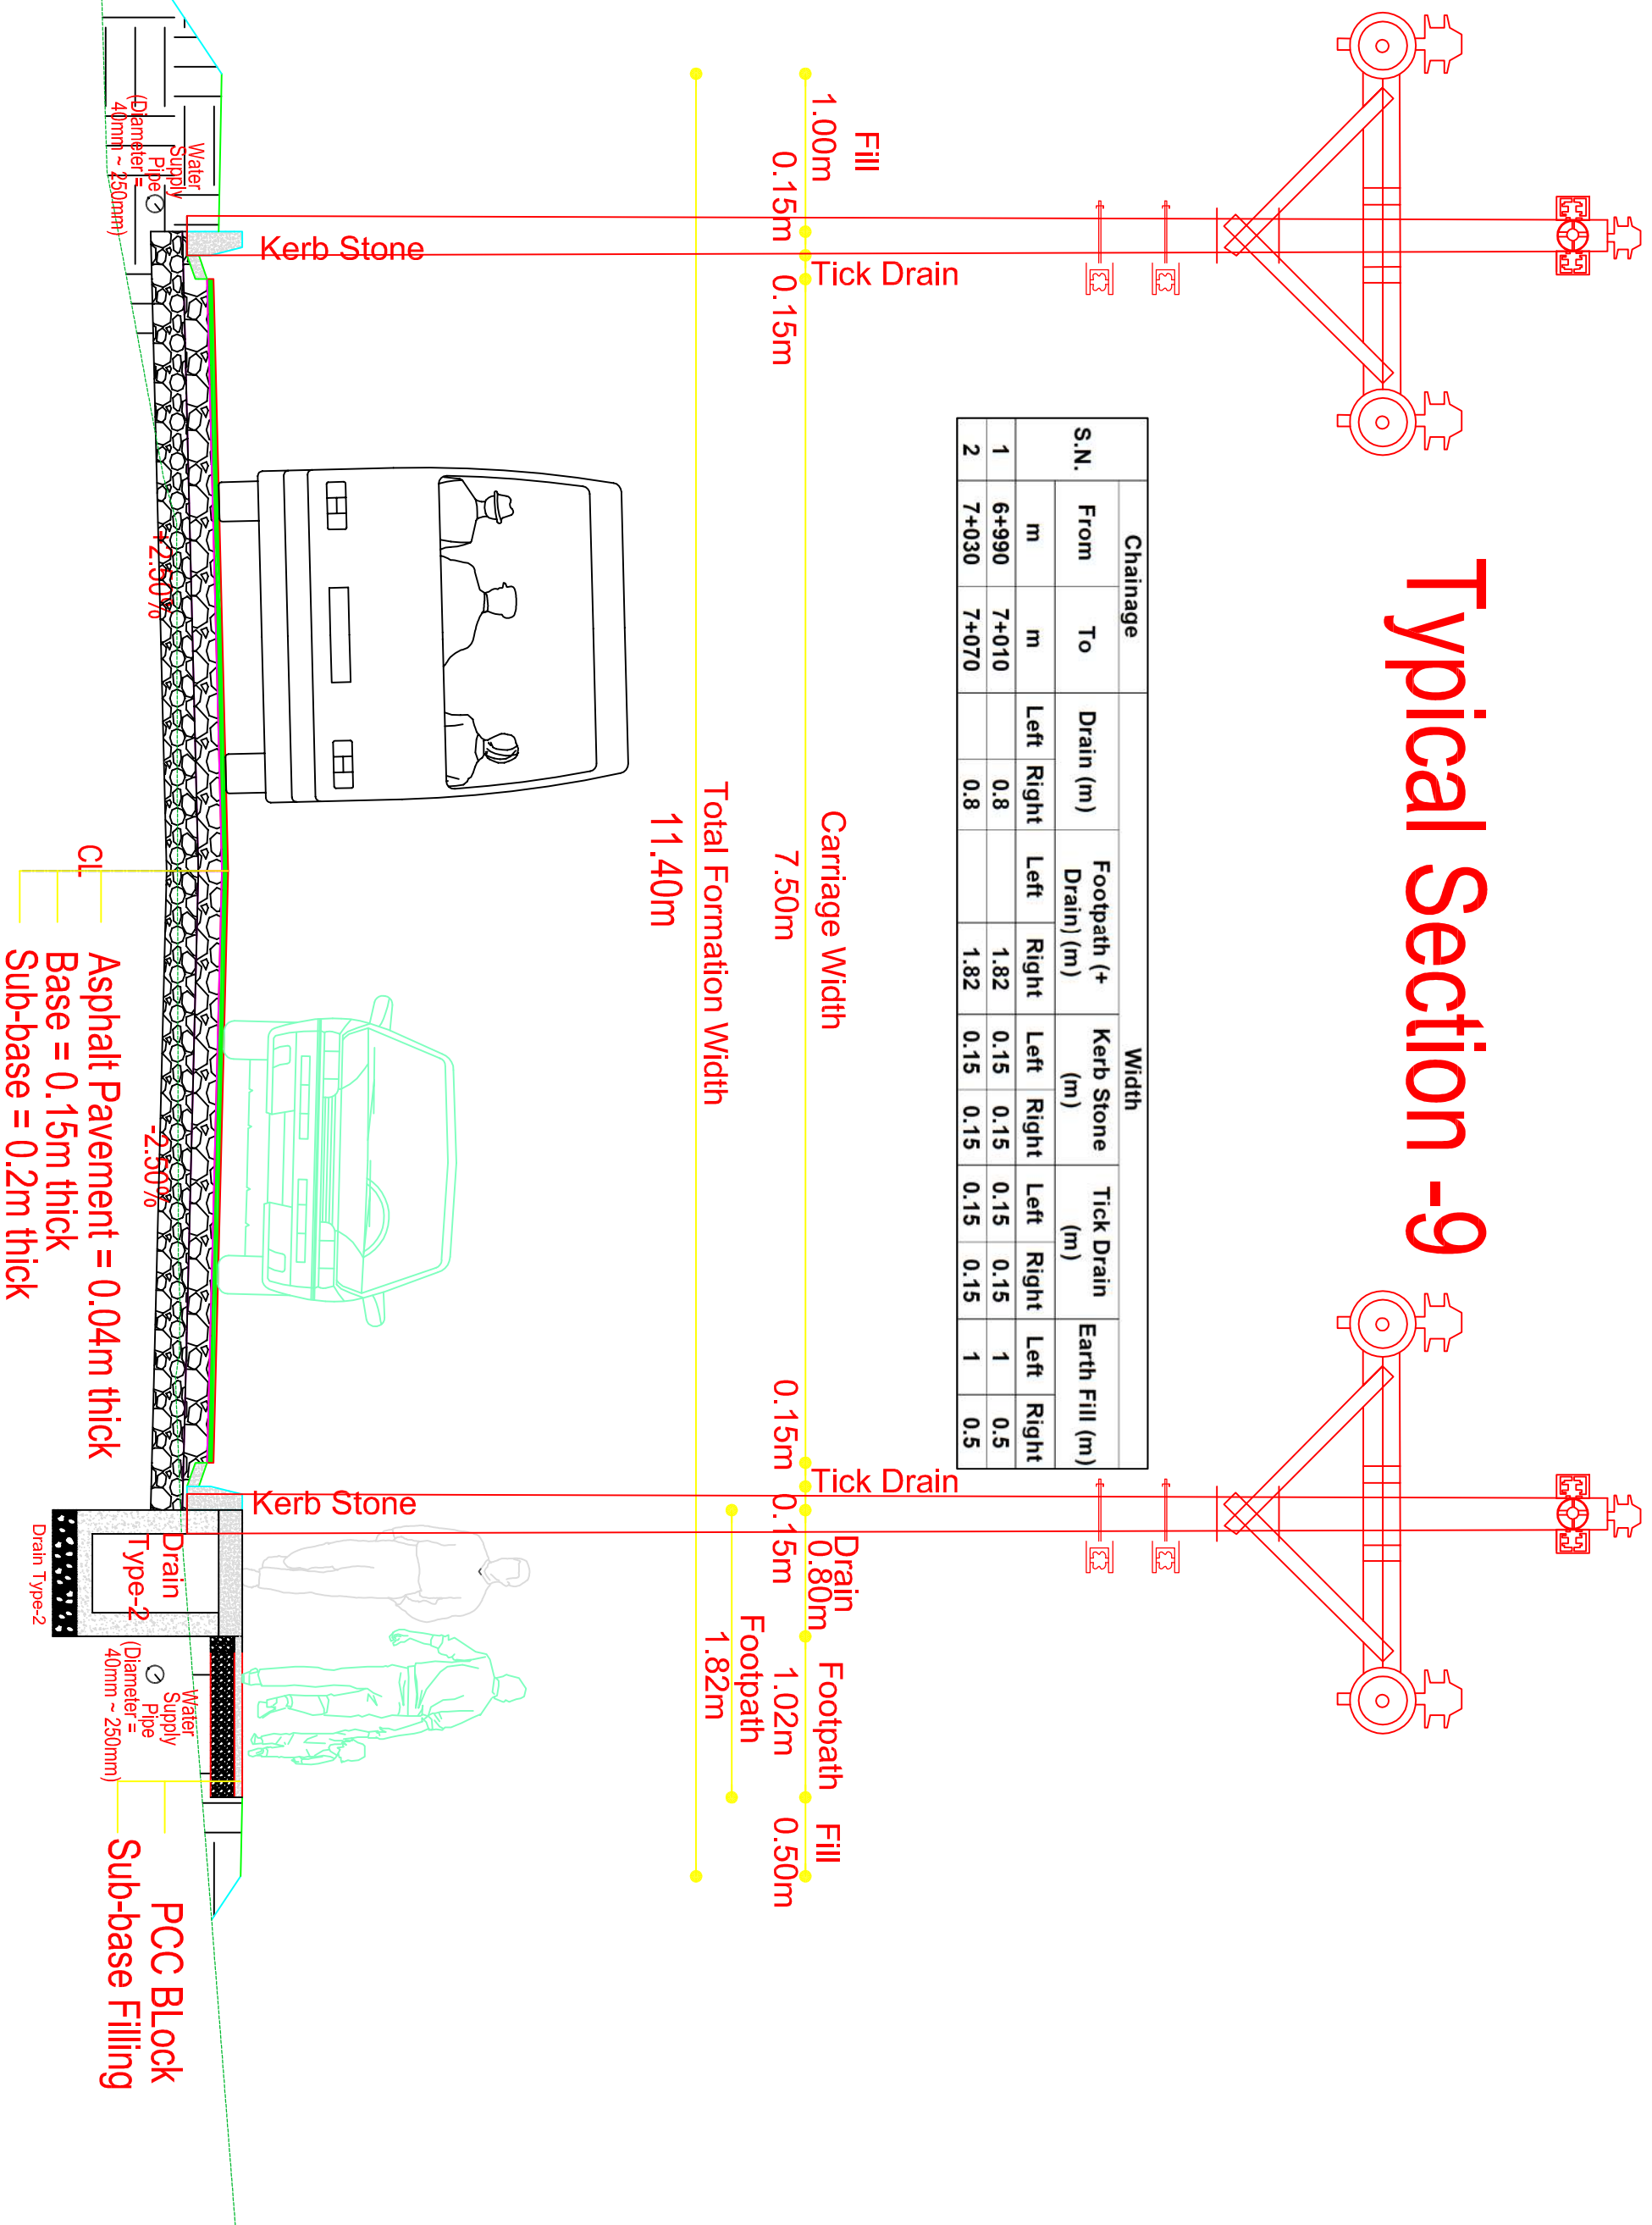 Typical Section -9
Chainage
Width
S.N.
From
To
Drain (m)
Footpath (+
Drain) (m)
Kerb Stone
(m)
Tick Drain
(m)
Earth Fill (m)
m
m
Left
Right
Left
Right
Left
Right
Left
Right
Left
Right
1
6+990
7+010
0.8
1.82
0.15
0.15
0.15
0.15
1
0.5
2
7+030
7+070
0.8
1.82
0.15
0.15
0.15
0.15
1
0.5
Fill
1.00m
0.15m
Tick Drain
0.15m
Carriage Width
7.50m
0.15m
Tick Drain
0.15m
Drain
0.80m
Footpath
1.02m
Fill
0.50m
Footpath
1.82m
Total Formation Width
11.40m
Kerb Stone
Kerb Stone
Water
Supply
Pipe
(Diameter =
40mm ~ 250mm)
+2.50%
-2.50%
CL
Asphalt Pavement = 0.04m thick
Base = 0.15m thick
Sub-base = 0.2m thick
Drain
Type-2
Drain Type-2
Water
Supply
Pipe
(Diameter =
40mm ~ 250mm)
PCC BLock
Sub-base Filling